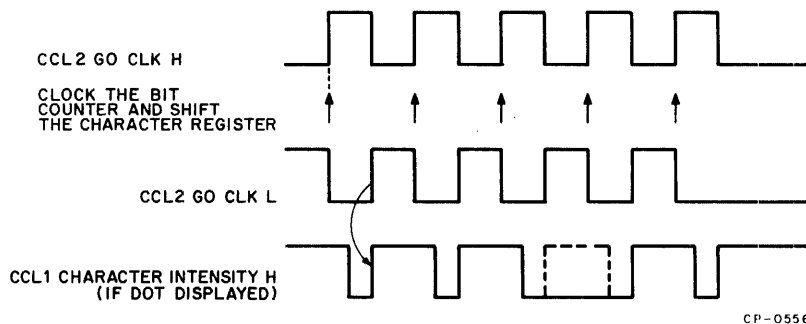 CCL2 GO CLK H
CLOCK THE BIT
COUNTER AND SHIFT
THE CHARACTER REGISTER
CCL2 GO CLK L
CCL1 CHARACTER INTENSITY H
(IF DOT DISPLAYED)
CP-0556